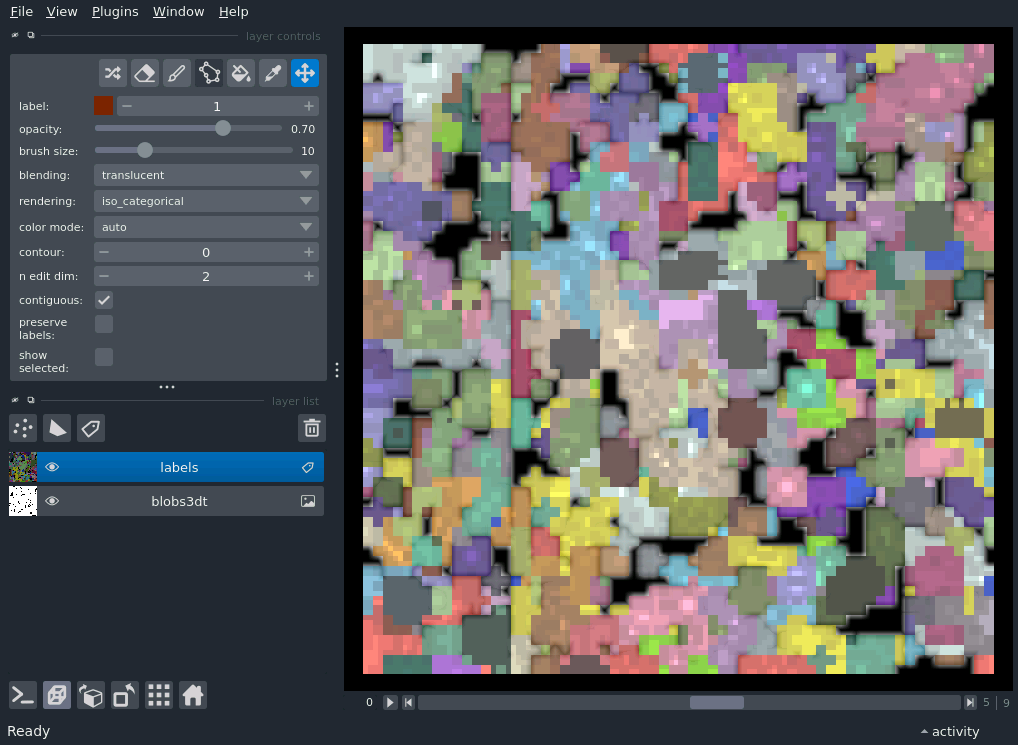 File View Plugins Window Help
layer controls
label: 1
opacity: 0.70
brush size: 10
blending: translucent
rendering: iso_categorical
color mode: auto
contour: 0
n edit dim: 2
contiguous:
preserve
labels:
show
selected:
layer list
labels
blobs3dt
0 5 9
Ready activity